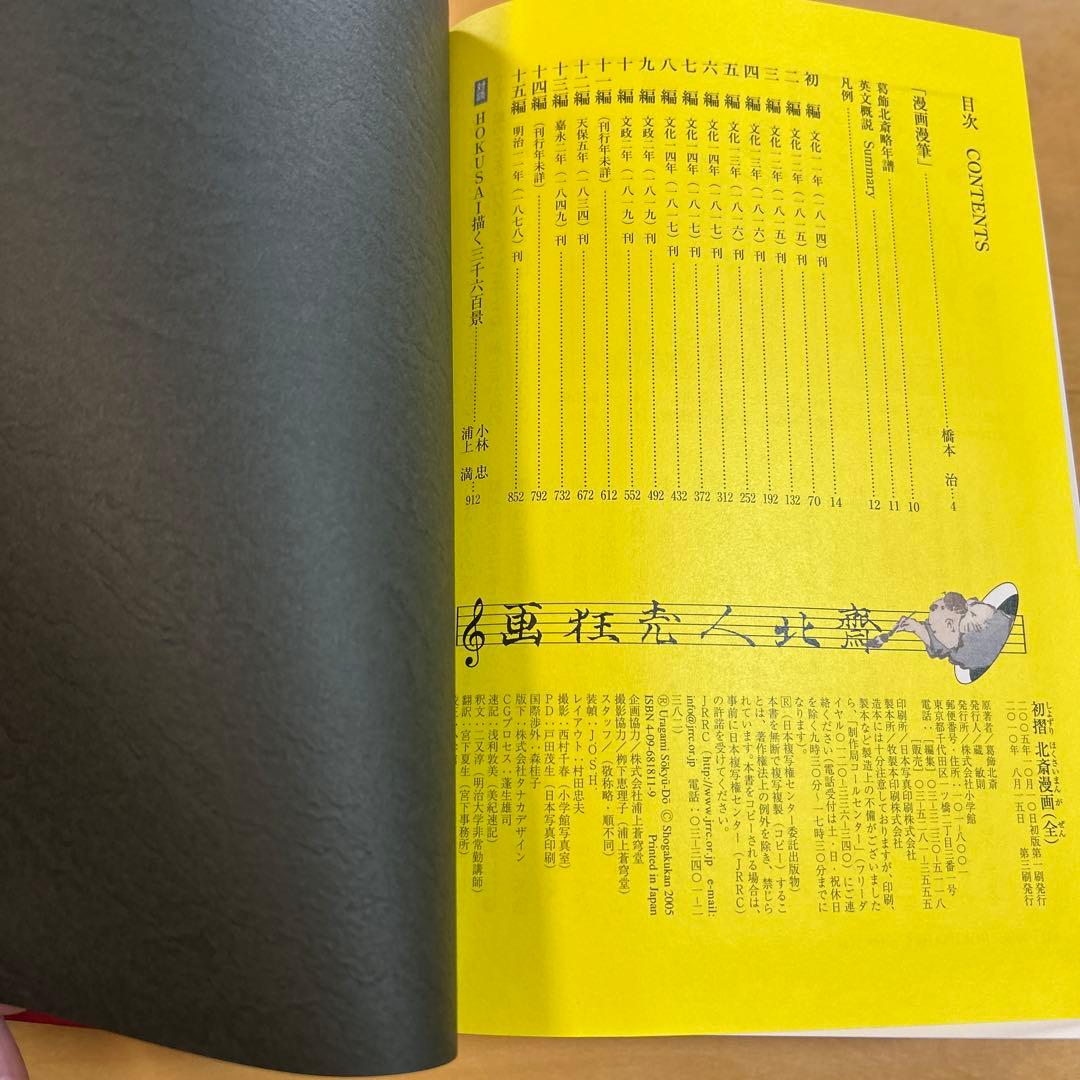 目次 CONTENTS
「漫画漫筆」 橋本 治 4
葛飾北斎略年譜 10
英文概説 Summary 11
凡例 12
14
初編 文化一一年(一八一四)刊 70
二編 文化一二年(一八一五)刊 132
三編 文化一二年(一八一五)刊 192
四編 文化一三年(一八一六)刊 252
五編 文化一三年(一八一六)刊 312
六編 文化一四年(一八一七)刊 372
七編 文化一四年(一八一七)刊 432
八編 文化一四年(一八一七)刊 492
九編 文政二年(一八一九)刊 552
十編 文政二年(一八一九)刊 612
十一編 (刊行年未詳) 672
十二編 天保五年(一八三四)刊 732
十三編 嘉永二年(一八四九)刊 792
十四編 (刊行年未詳) 852
十五編 明治一一年(一八七八)刊
対談 HOKUSAI描く三千六百景 小林 忠 浦上 満 912
画狂老人北齋
初摺 北斎漫画(全)
しょずり ほくさいまんが ぜん
二〇〇五年一〇月一〇日初版第一刷発行
二〇一〇年 八月 一五日 第三刷発行
原著者/葛飾北斎
発行人/蔵 敏則
発行所/株式会社小学館
郵便番号・住所:一〇一-八〇〇一
東京都千代田区一ツ橋二丁目三番一号
電話:[編集]〇三-三二三〇-五一一八
[販売]〇三-五二八一-三五五五
印刷所/日本写真印刷株式会社
製本所/牧製本印刷株式会社
造本には十分注意しておりますが、印刷、
製本など製造上の不備がございました
ら、「制作局コールセンター」(フリーダ
イヤル〇一二〇-三三六-三四〇)にご連
絡ください(電話受付は土・日・祝休日
を除く九時三〇分~一七時三〇分までに
なります)。
Ⓡ〈日本複写権センター委託出版物〉
本書を無断で複写複製(コピー)するこ
とは、著作権法上の例外を除き、禁じら
れています。本書をコピーされる場合は、
事前に日本複写権センター(JRRC)
の許諾を受けてください。
JRRC〈http://www.jrrc.or.jp e-mail:
info@jrrc.or.jp 電話:〇三-三四〇一-二
三八二〉
Ⓡ Uragami Sōkyū-Dō © Shogakukan 2005
ISBN4-09-681811-9 Printed in Japan
企画協力/株式会社浦上蒼穹堂
撮影協力/栁下恵理子(浦上蒼穹堂)
スタッフ/(敬称略・順不同)
装幀:JOSH.
レイアウト:村田忠夫
撮影:西村千春(小学館写真室)
PD:戸田茂生(日本写真印刷)
国際渉外:森桂子
版下:株式会社タナカデザイン
CGプロセス:蓬生雄司
速記:浅利敦美(美紀速記)
釈文:二又淳(明治大学非常勤講師)
翻訳:宮下夏生(宮下事務所)